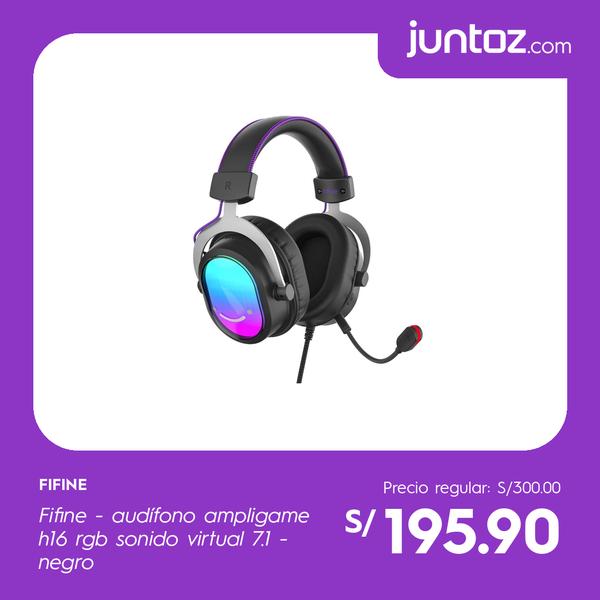 juntoz.com
R
FIFINE
Fifine - audífono ampligame
h16 rgb sonido virtual 7.1 -
negro
Precio regular: S/300.00
S/195.90